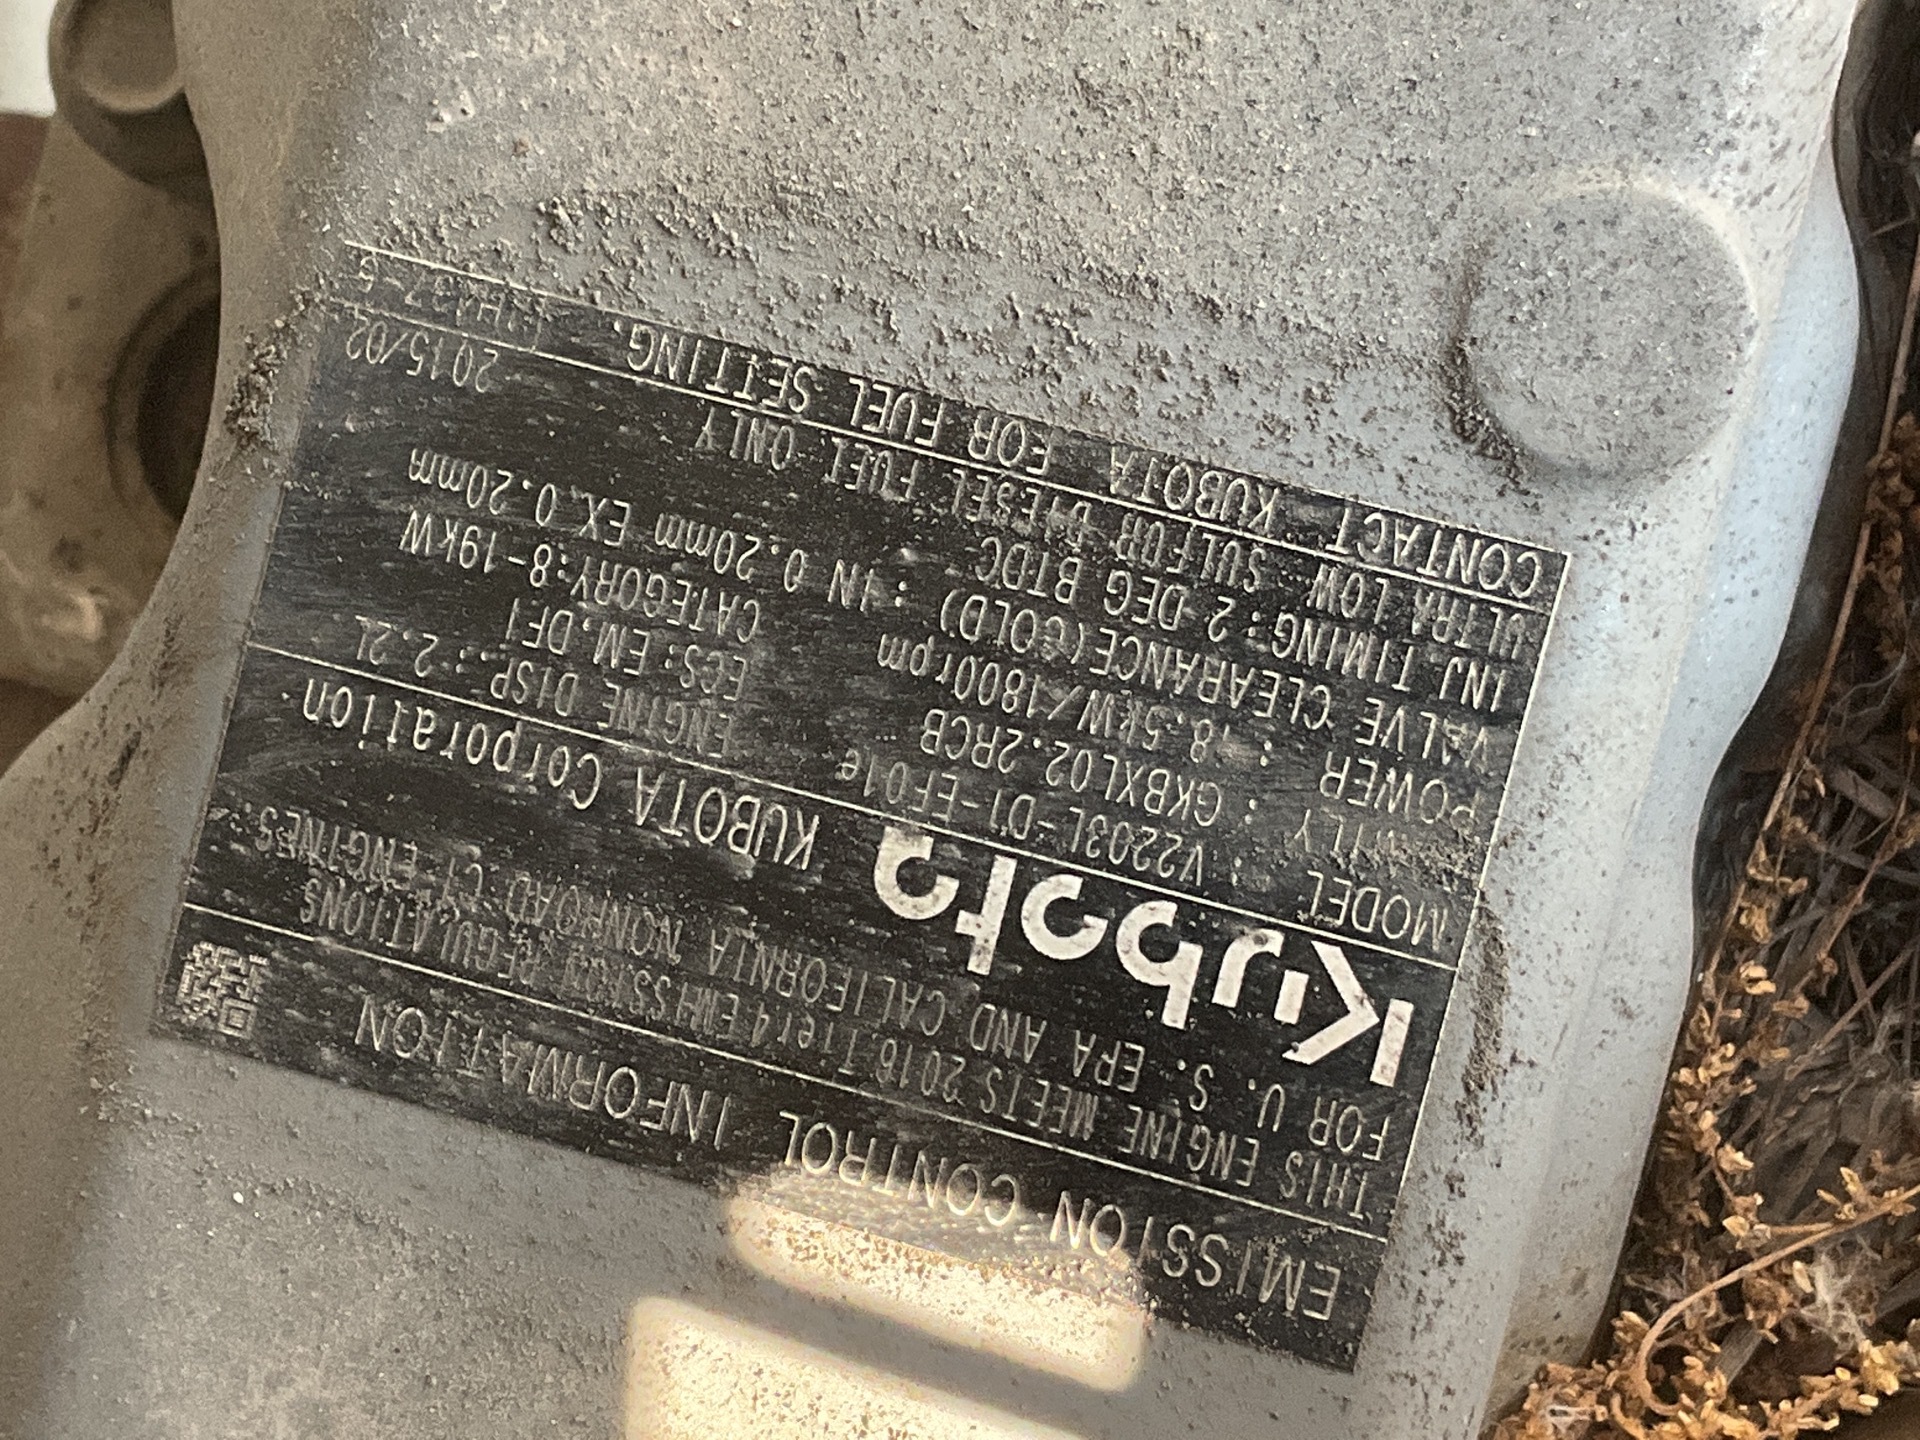 EMISSION CONTROL INFORMATION
THIS ENGINE MEETS 2016 Tier4 EMISSION REGULATIONS
FOR U. S. EPA AND CALIFORNIA NONROAD CI ENGINES.
Kubota KUBOTA Corporation
MODEL : V2203L-DI-EF01e ENGINE DISP. : 2.2L
FAMILY : GKBXL02.2RCB ECS:EM,DFI
POWER : 18.5kW/1800rpm CATEGORY:8-19kW
VALVE CLEARANCE(COLD) : IN 0.20mm EX.0.20mm
INJ TIMING:2 DEG BTDC
ULTRA LOW SULFUR DIESEL FUEL ONLY 2015/02
CONTACT KUBOTA FOR FUEL SETTING.